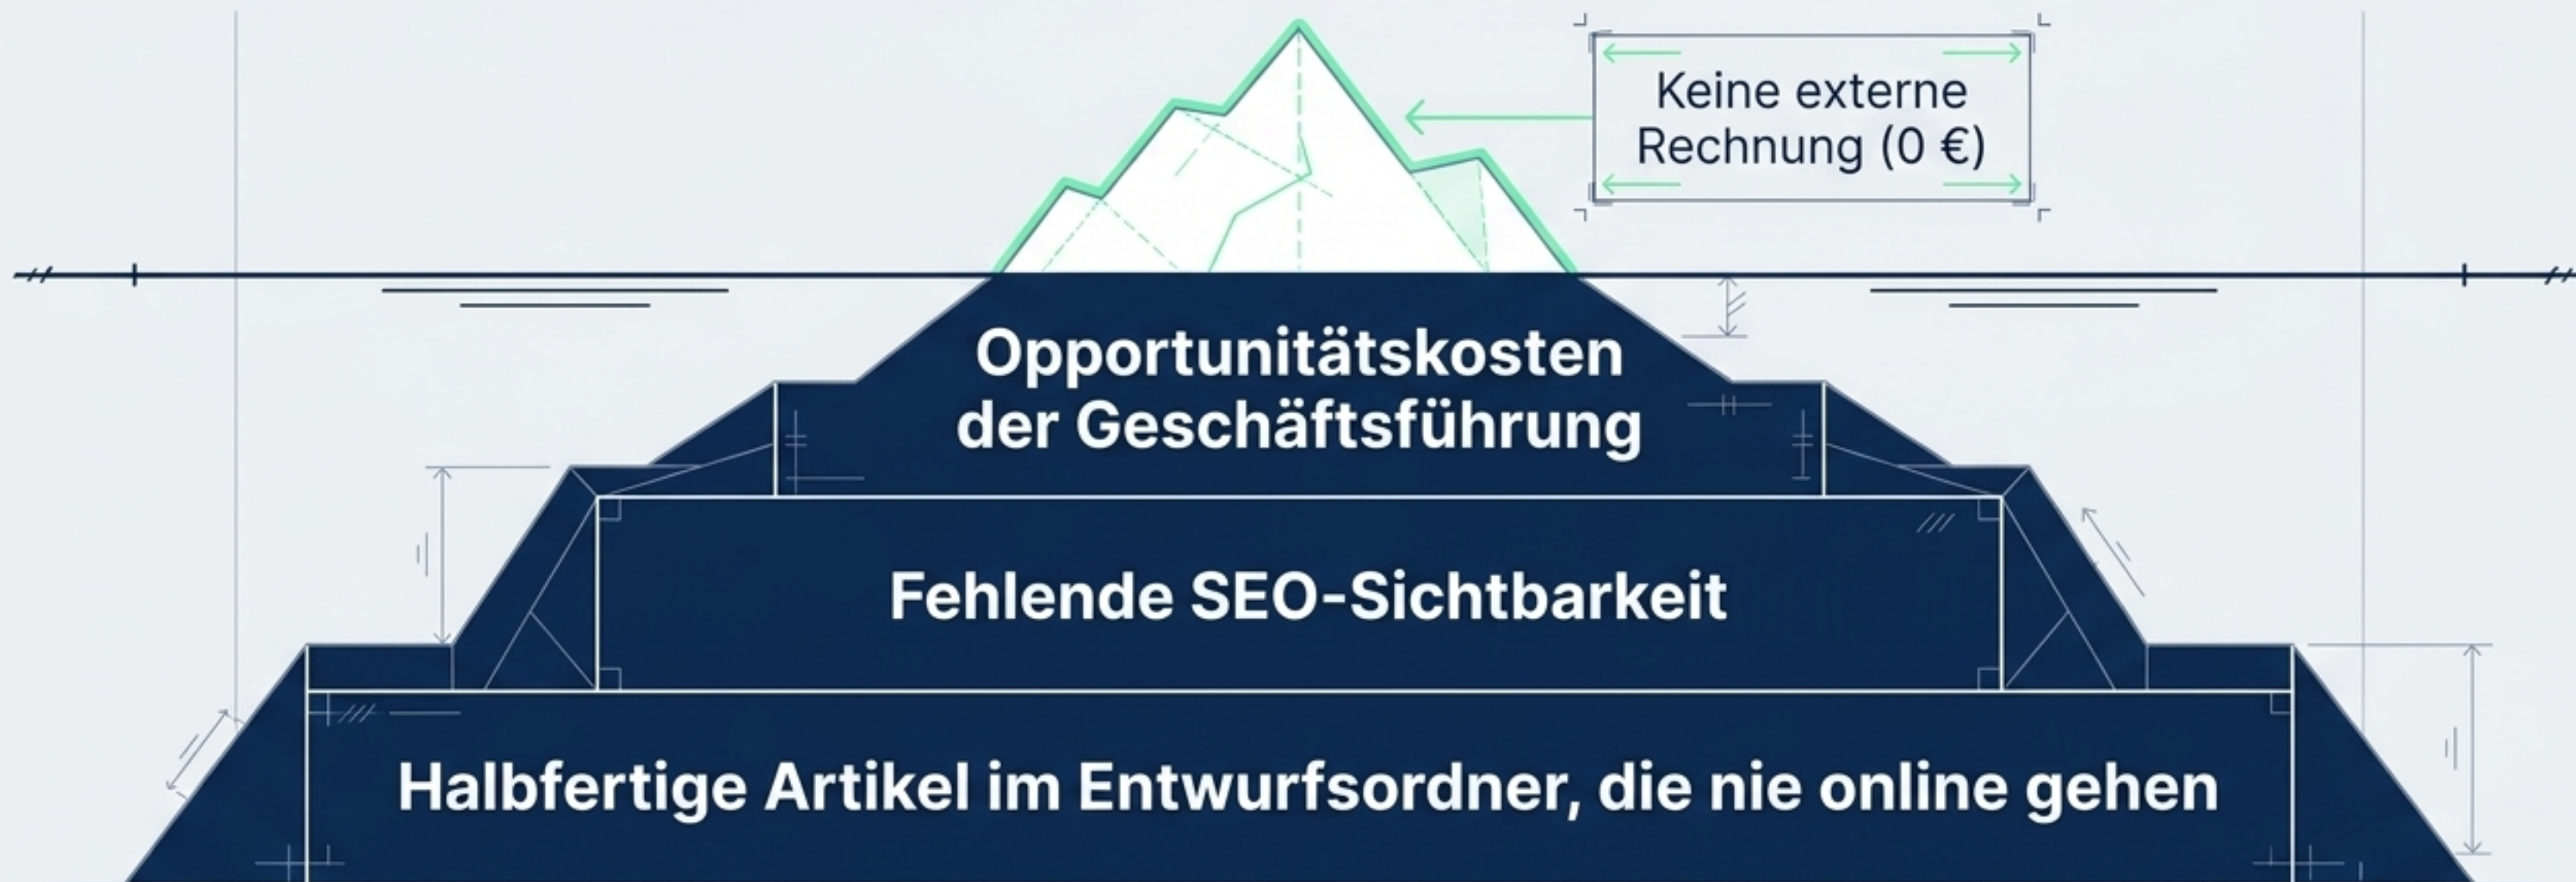 Keine externe
Rechnung (0 €)
Opportunitätskosten
der Geschäftsführung
Fehlende SEO-Sichtbarkeit
Halbfertige Artikel im Entwurfsordner, die nie online gehen